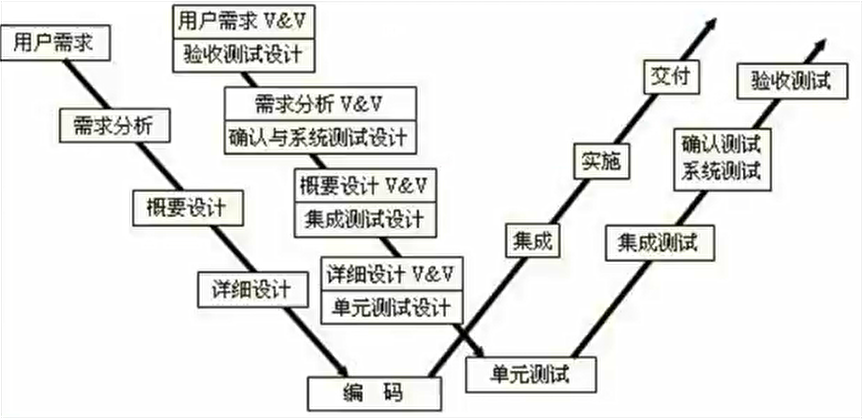 用户需求
需求分析
概要设计
详细设计
编 码
集成
实施
交付
用户需求 V&V
验收测试设计
需求分析 V&V
确认与系统测试设计
概要设计 V&V
集成测试设计
详细设计 V&V
单元测试设计
单元测试
集成测试
确认测试
系统测试
验收测试